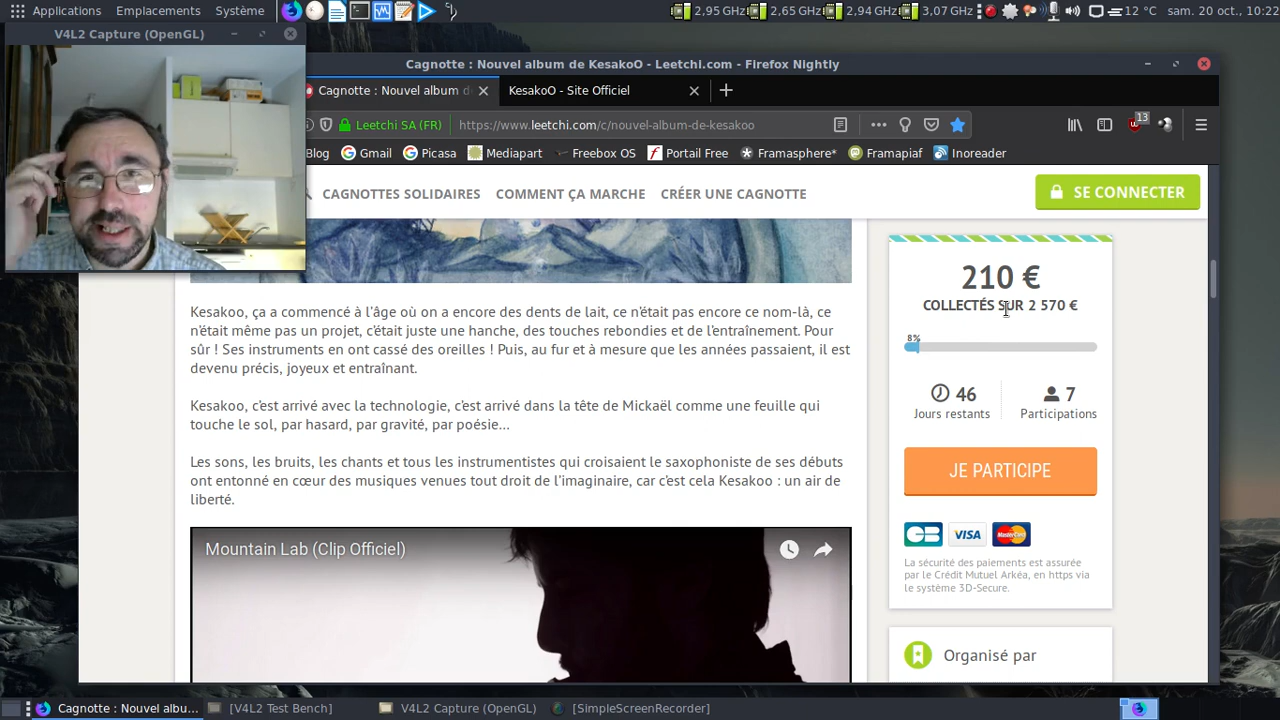 Applications Emplacements Système
2,95 GHz 2,65 GHz 2,94 GHz 3,07 GHz 12 °C sam. 20 oct., 10:22
V4L2 Capture (OpenGL)
Cagnotte : Nouvel album de KesakoO - Leetchi.com - Firefox Nightly
Cagnotte : Nouvel album d
KesakoO - Site Officiel
Leetchi SA (FR)
https://www.leetchi.com/c/nouvel-album-de-kesakoo
13
Blog Gmail Picasa Mediapart Freebox OS Portail Free Framasphère* Framapiaf Inoreader
CAGNOTTES SOLIDAIRES COMMENT ÇA MARCHE CRÉER UNE CAGNOTTE
SE CONNECTER
Kesakoo, ça a commencé à l'âge où on a encore des dents de lait, ce n'était pas encore ce nom-là, ce
n'était même pas un projet, c'était juste une hanche, des touches rebondies et de l'entraînement. Pour
sûr ! Ses instruments en ont cassé des oreilles ! Puis, au fur et à mesure que les années passaient, il est
devenu précis, joyeux et entraînant.
Kesakoo, c'est arrivé avec la technologie, c'est arrivé dans la tête de Mickaël comme une feuille qui
touche le sol, par hasard, par gravité, par poésie...
Les sons, les bruits, les chants et tous les instrumentistes qui croisaient le saxophoniste de ses débuts
ont entonné en cœur des musiques venues tout droit de l'imaginaire, car c'est cela Kesakoo : un air de
liberté.
Mountain Lab (Clip Officiel)
210 €
COLLECTÉS SUR 2 570 €
8%
46
Jours restants
7
Participations
JE PARTICIPE
CB VISA MasterCard
La sécurité des paiements est assurée
par le Crédit Mutuel Arkéa, en https via
le système 3D-Secure.
Organisé par
Cagnotte : Nouvel albu... [V4L2 Test Bench] V4L2 Capture (OpenGL) [SimpleScreenRecorder]